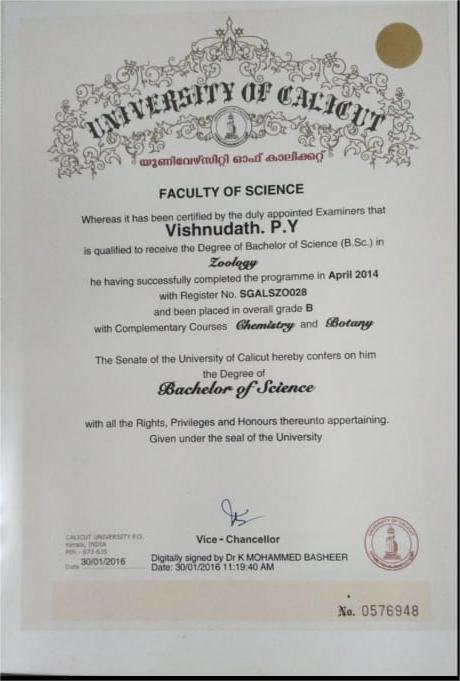 UNIVERSITY OF CALICUT
യൂണിവേഴ്സിറ്റി ഓഫ് കാലിക്കറ്റ്
FACULTY OF SCIENCE
Whereas it has been certified by the duly appointed Examiners that
Vishnudath. P.Y
is qualified to receive the Degree of Bachelor of Science (B.Sc.) in
Zoology
he having successfully completed the programme in April 2014
with Register No. SGALSZO028
and been placed in overall grade B
with Complementary Courses Chemistry and Botany
The Senate of the University of Calicut hereby confers on him
the Degree of
Bachelor of Science
with all the Rights, Privileges and Honours thereunto appertaining.
Given under the seal of the University
CALICUT UNIVERSITY P.O.
Kerala, INDIA
PIN - 673 635
Date 30/01/2016
Vice - Chancellor
Digitally signed by Dr K MOHAMMED BASHEER
Date: 30/01/2016 11:19:40 AM
No. 0576948